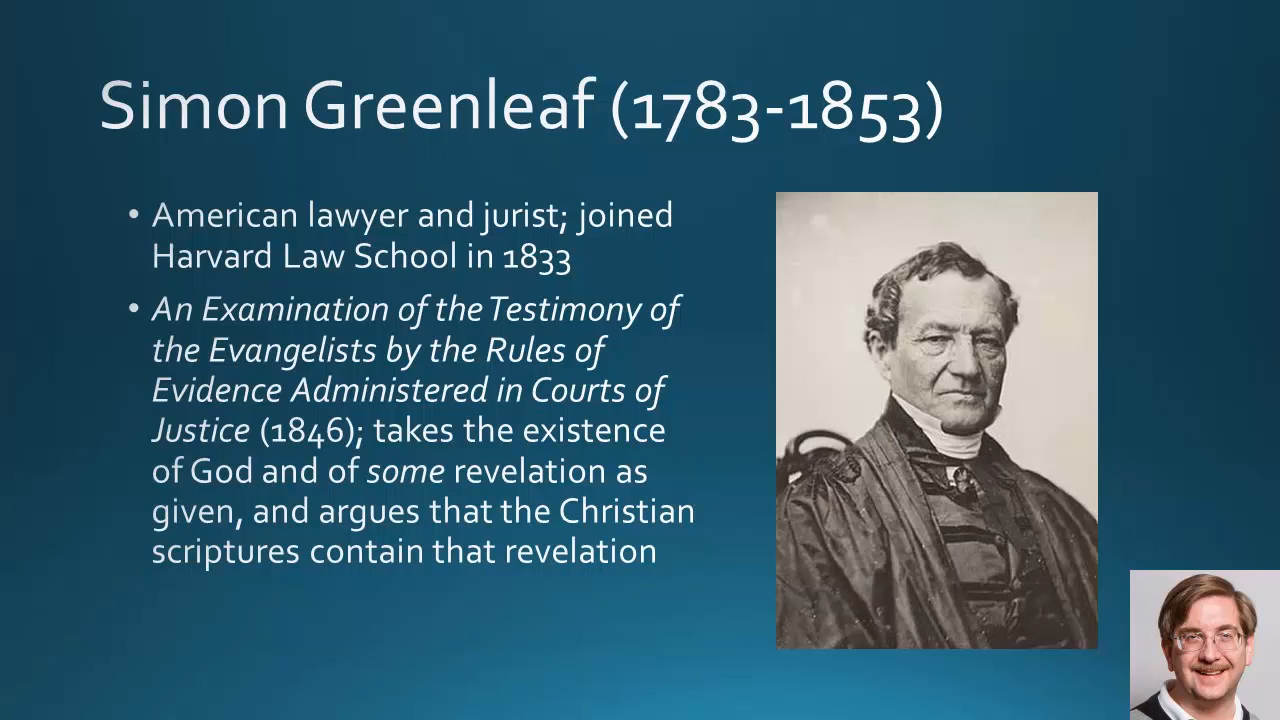 Simon Greenleaf (1783-1853)
• American lawyer and jurist; joined
Harvard Law School in 1833
• An Examination of the Testimony of
the Evangelists by the Rules of
Evidence Administered in Courts of
Justice (1846); takes the existence
of God and of some revelation as
given, and argues that the Christian
scriptures contain that revelation